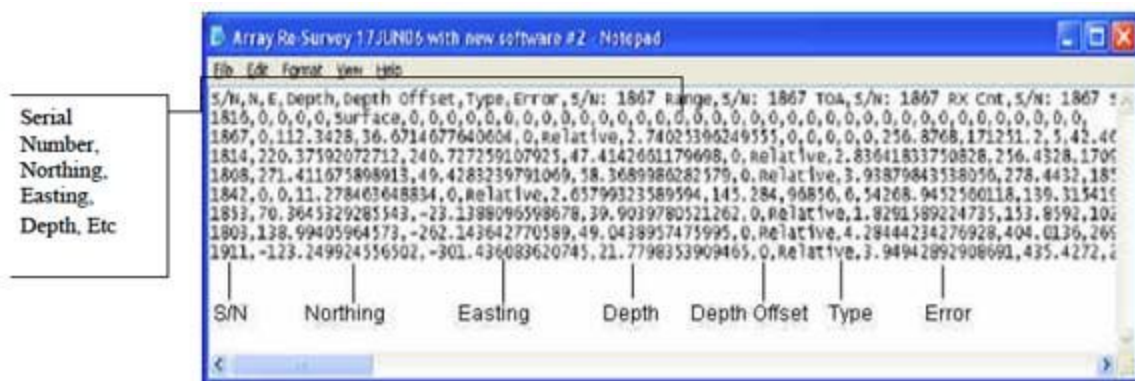 Array Re-Survey 17JUN06 with new software #2 - Notepad
File Edit Format View Help
Serial
Number,
Northing,
Easting,
Depth, Etc
S/N,N,E,Depth,Depth Offset,Type,Error,S/N: 1867 Range,S/N: 1867 TOA,S/N: 1867 RX Cnt,S/N: 1867
1816,0,0,0,0,Surface,0,0,0,0,0,0,0,0,0,0,0,0,0,0,0,0,0,0,0,0,0,0,0,0,0,0,0,
1867,0,112.3428,36.6714677640604,0,Relative,2.74025396249555,0,0,0,0,0,256.8768,171251.2,5,42.46
1814,220.37592072712,240.727259107925,47.4142661179698,0,Relative,2.83641833750828,256.4328,1709
1808,271.411675898913,49.4283239791069,58.3689986282579,0,Relative,3.93879843538056,278.4432,185
1842,0,0,11.278463648834,0,Relative,2.65799323589594,145.284,96856,6.54268.9452560118,139.315419
1853,70.3645329285543,-23.1388096598678,39.9039780521262,0,Relative,1.8291589224735,153.8592,102
1803,138.99405964573,-262.143642770589,49.0438957475995,0,Relative,4.28444234276928,404.0136,269
1911,-123.249924556502,-301.436083620745,21.7798353909465,0,Relative,3.94942892908691,435.4272,2
S/N Northing Easting Depth Depth Offset Type Error